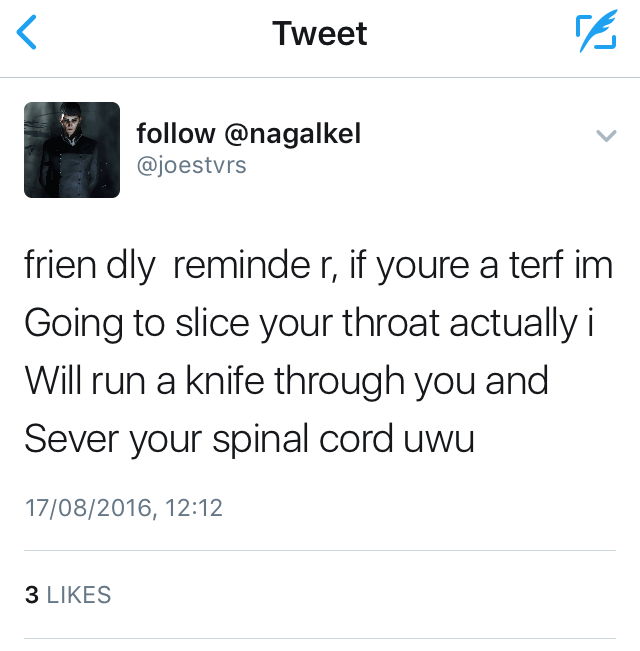 Tweet
follow @nagalkel
@joestvrs
frien dly  reminde r, if youre a terf im
Going to slice your throat actually i
Will run a knife through you and
Sever your spinal cord uwu
17/08/2016, 12:12
3 LIKES